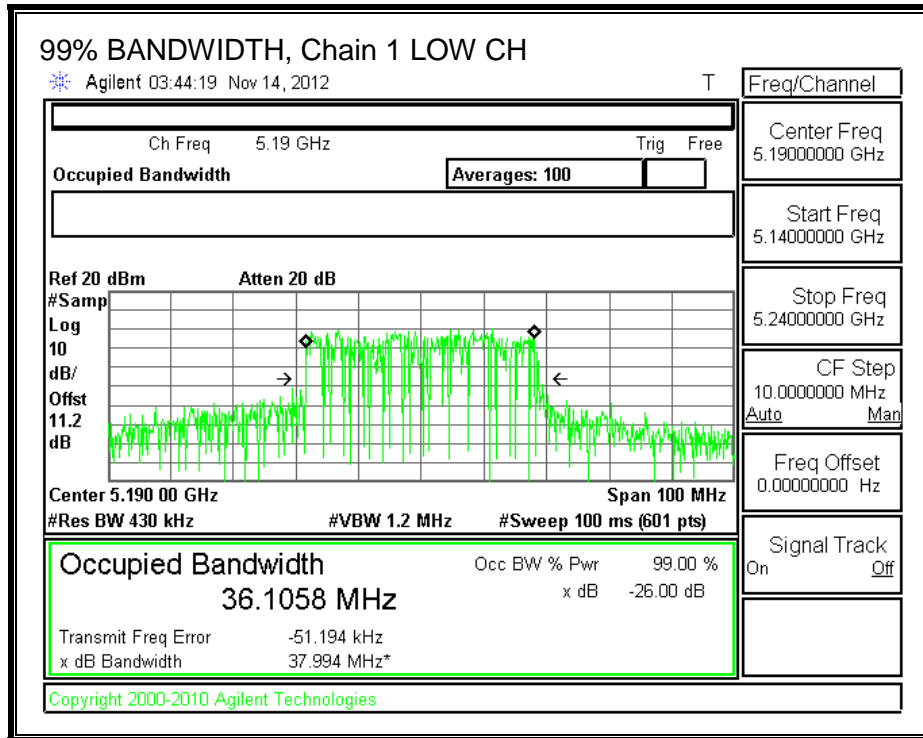 99% BANDWIDTH, Chain 1 LOW CH
Agilent 03:44:19 Nov 14, 2012 T
Ch Freq 5.19 GHz Trig Free
Occupied Bandwidth Averages: 100
Ref 20 dBm Atten 20 dB
#Samp
Log
10
dB/
Offst
11.2
dB
Center 5.190 00 GHz Span 100 MHz
#Res BW 430 kHz #VBW 1.2 MHz #Sweep 100 ms (601 pts)
Occupied Bandwidth Occ BW % Pwr 99.00 %
36.1058 MHz x dB -26.00 dB
Transmit Freq Error -51.194 kHz
x dB Bandwidth 37.994 MHz*
Copyright 2000-2010 Agilent Technologies
Freq/Channel
Center Freq
5.19000000 GHz
Start Freq
5.14000000 GHz
Stop Freq
5.24000000 GHz
CF Step
10.0000000 MHz
Auto Man
Freq Offset
0.00000000 Hz
Signal Track
On Off